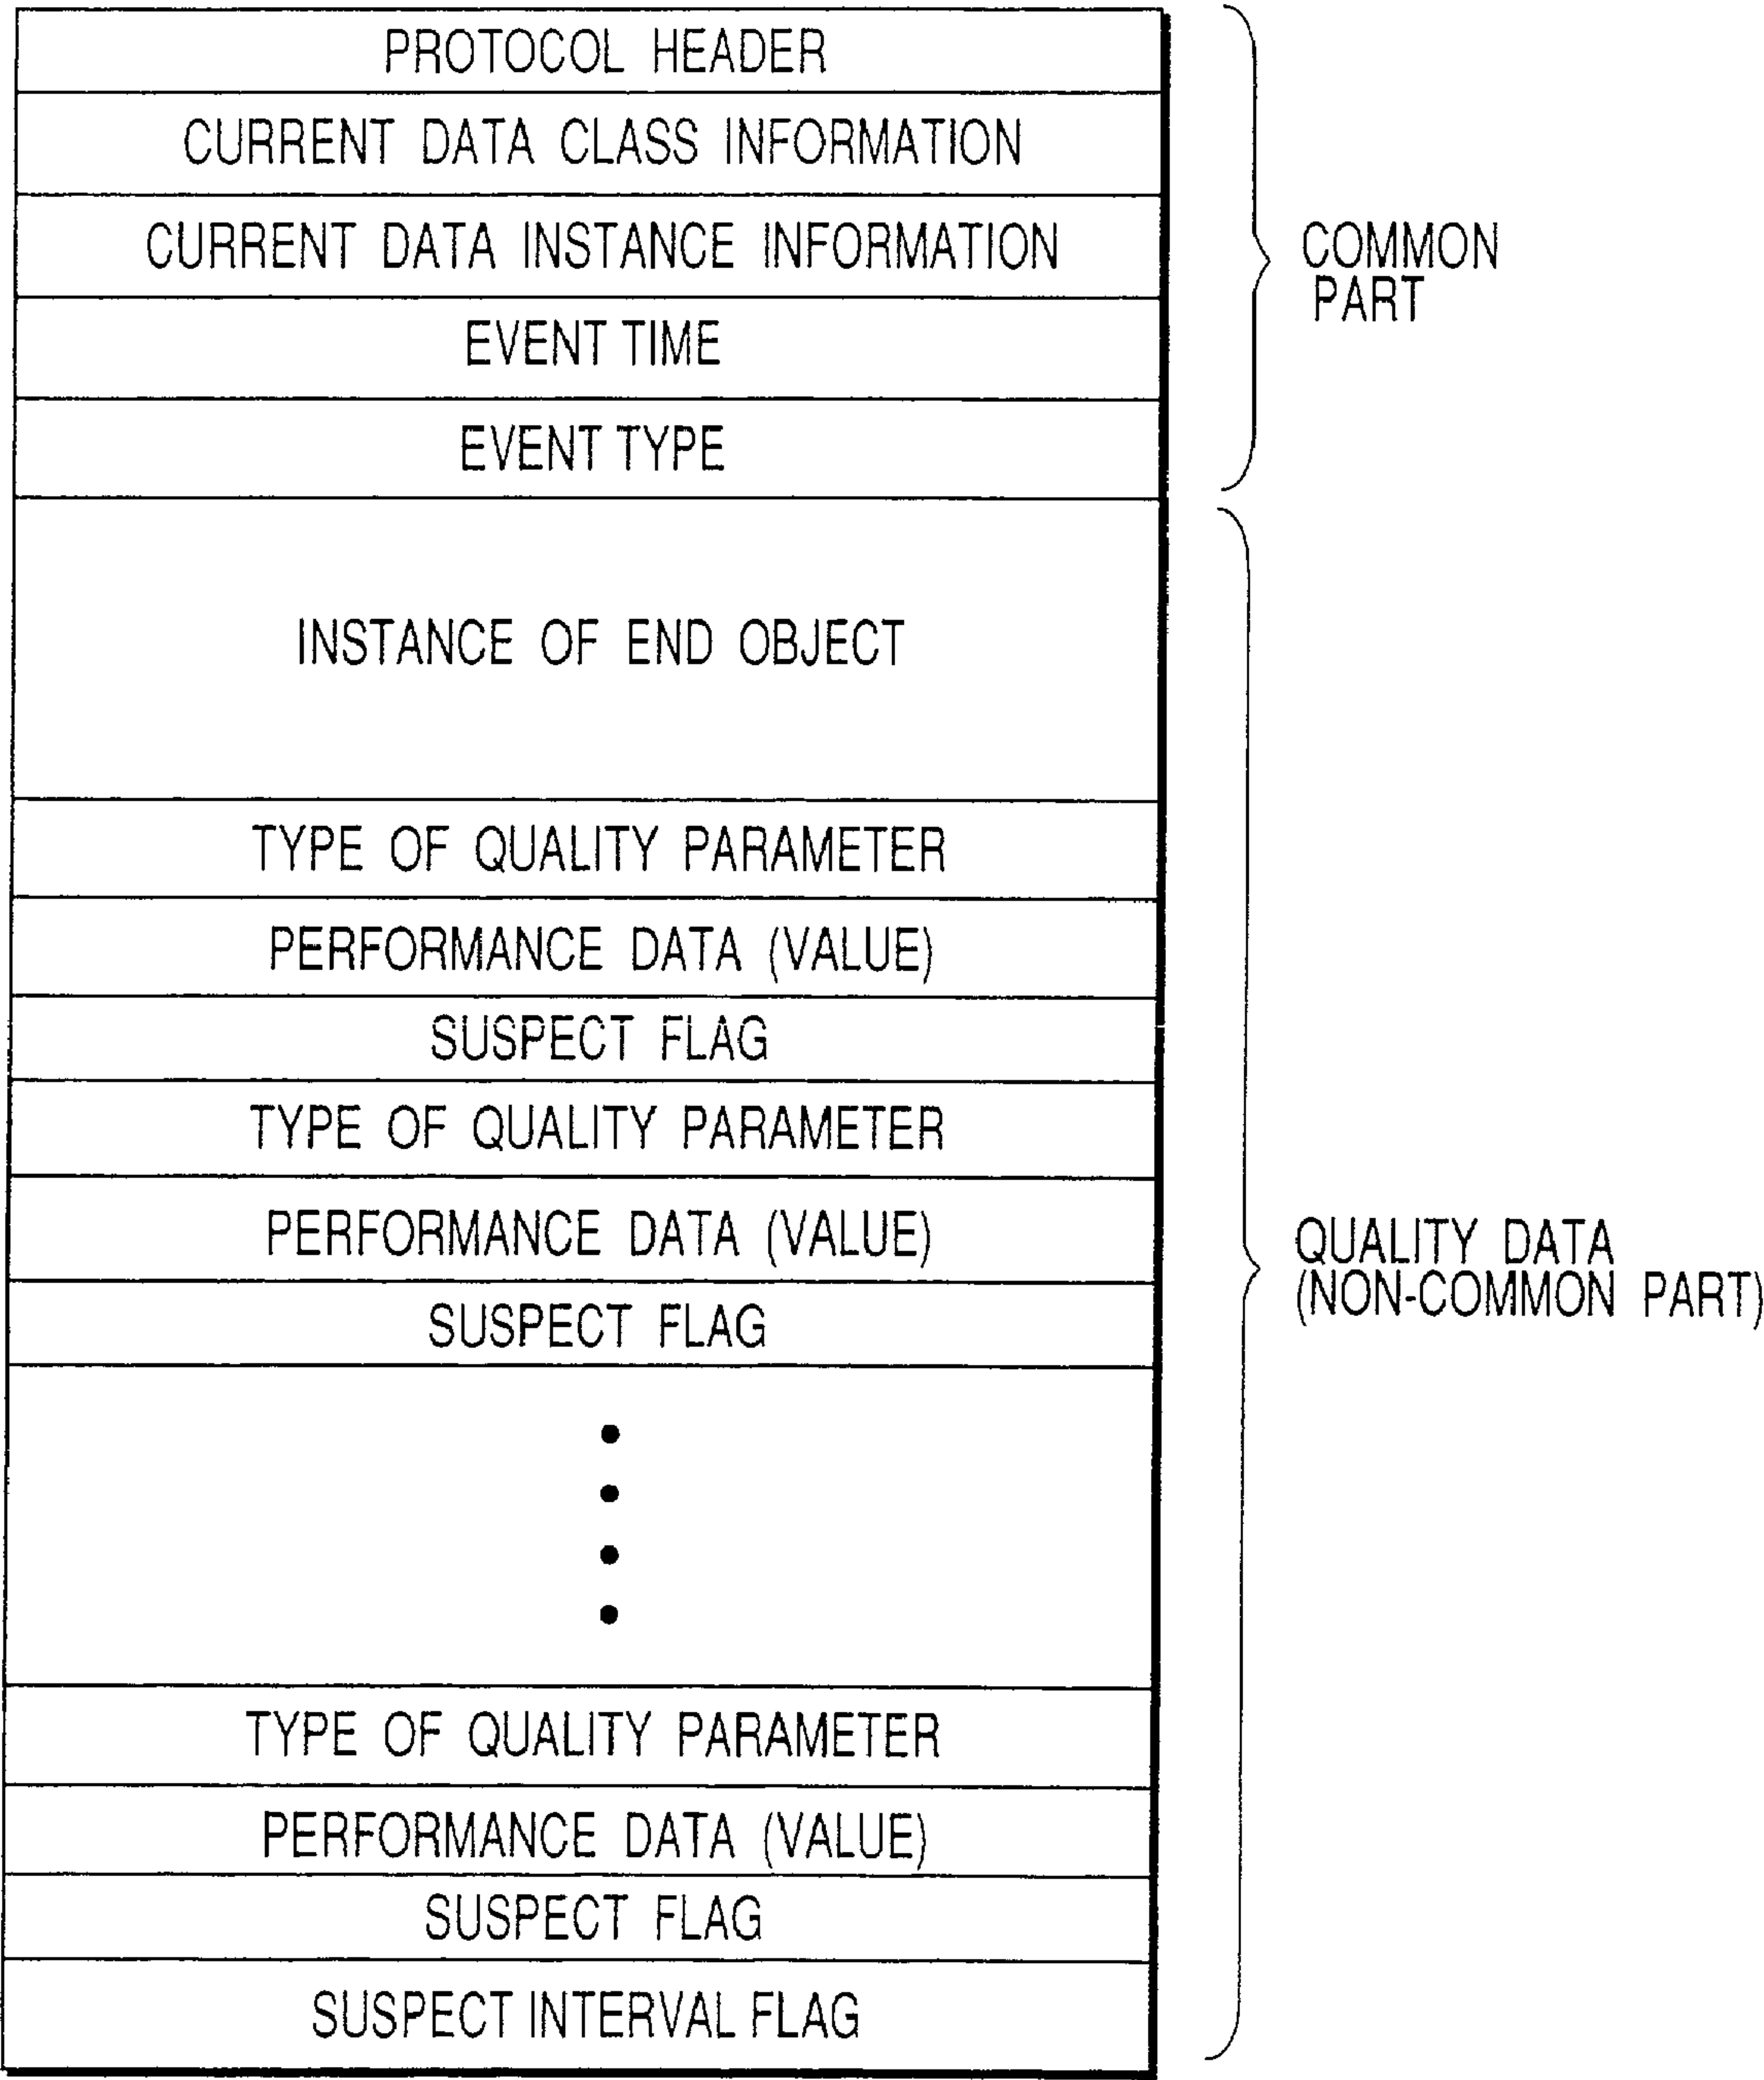 PROTOCOL HEADER
CURRENT DATA CLASS INFORMATION
CURRENT DATA INSTANCE INFORMATION
EVENT TIME
EVENT TYPE
COMMON
PART
INSTANCE OF END OBJECT
TYPE OF QUALITY PARAMETER
PERFORMANCE DATA (VALUE)
SUSPECT FLAG
TYPE OF QUALITY PARAMETER
PERFORMANCE DATA (VALUE)
SUSPECT FLAG
TYPE OF QUALITY PARAMETER
PERFORMANCE DATA (VALUE)
SUSPECT FLAG
SUSPECT INTERVAL FLAG
QUALITY DATA
(NON-COMMON PART)